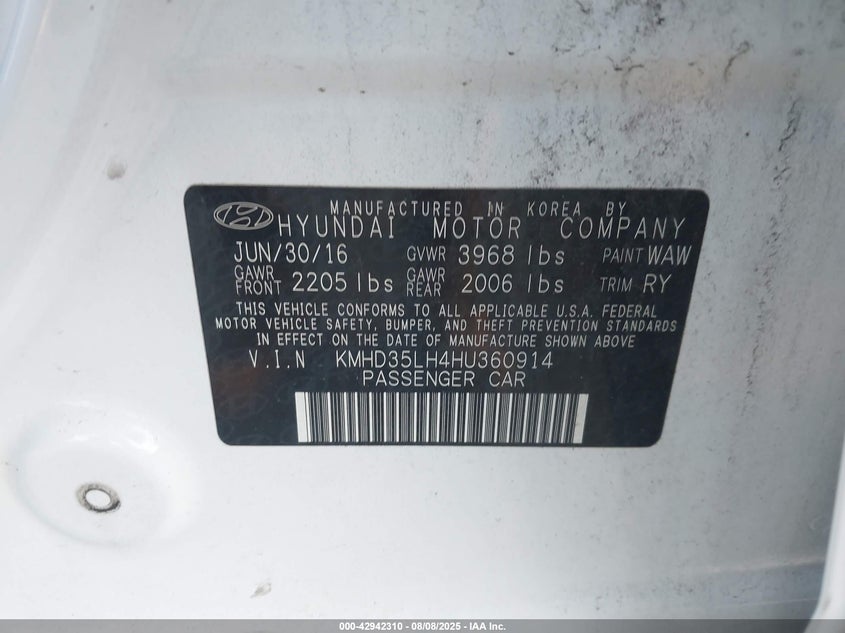 MANUFACTURED IN KOREA BY
HYUNDAI MOTOR COMPANY
JUN/30/16 GVWR 3968 lbs PAINT WAW
GAWR FRONT 2205 lbs GAWR REAR 2006 lbs TRIM RY
THIS VEHICLE CONFORMS TO ALL APPLICABLE U.S.A. FEDERAL
MOTOR VEHICLE SAFETY, BUMPER, AND THEFT PREVENTION STANDARDS
IN EFFECT ON THE DATE OF MANUFACTURE SHOWN ABOVE
V.I.N KMHD35LH4HU360914
PASSENGER CAR
000-42942310 - 08/08/2025 - IAA Inc.